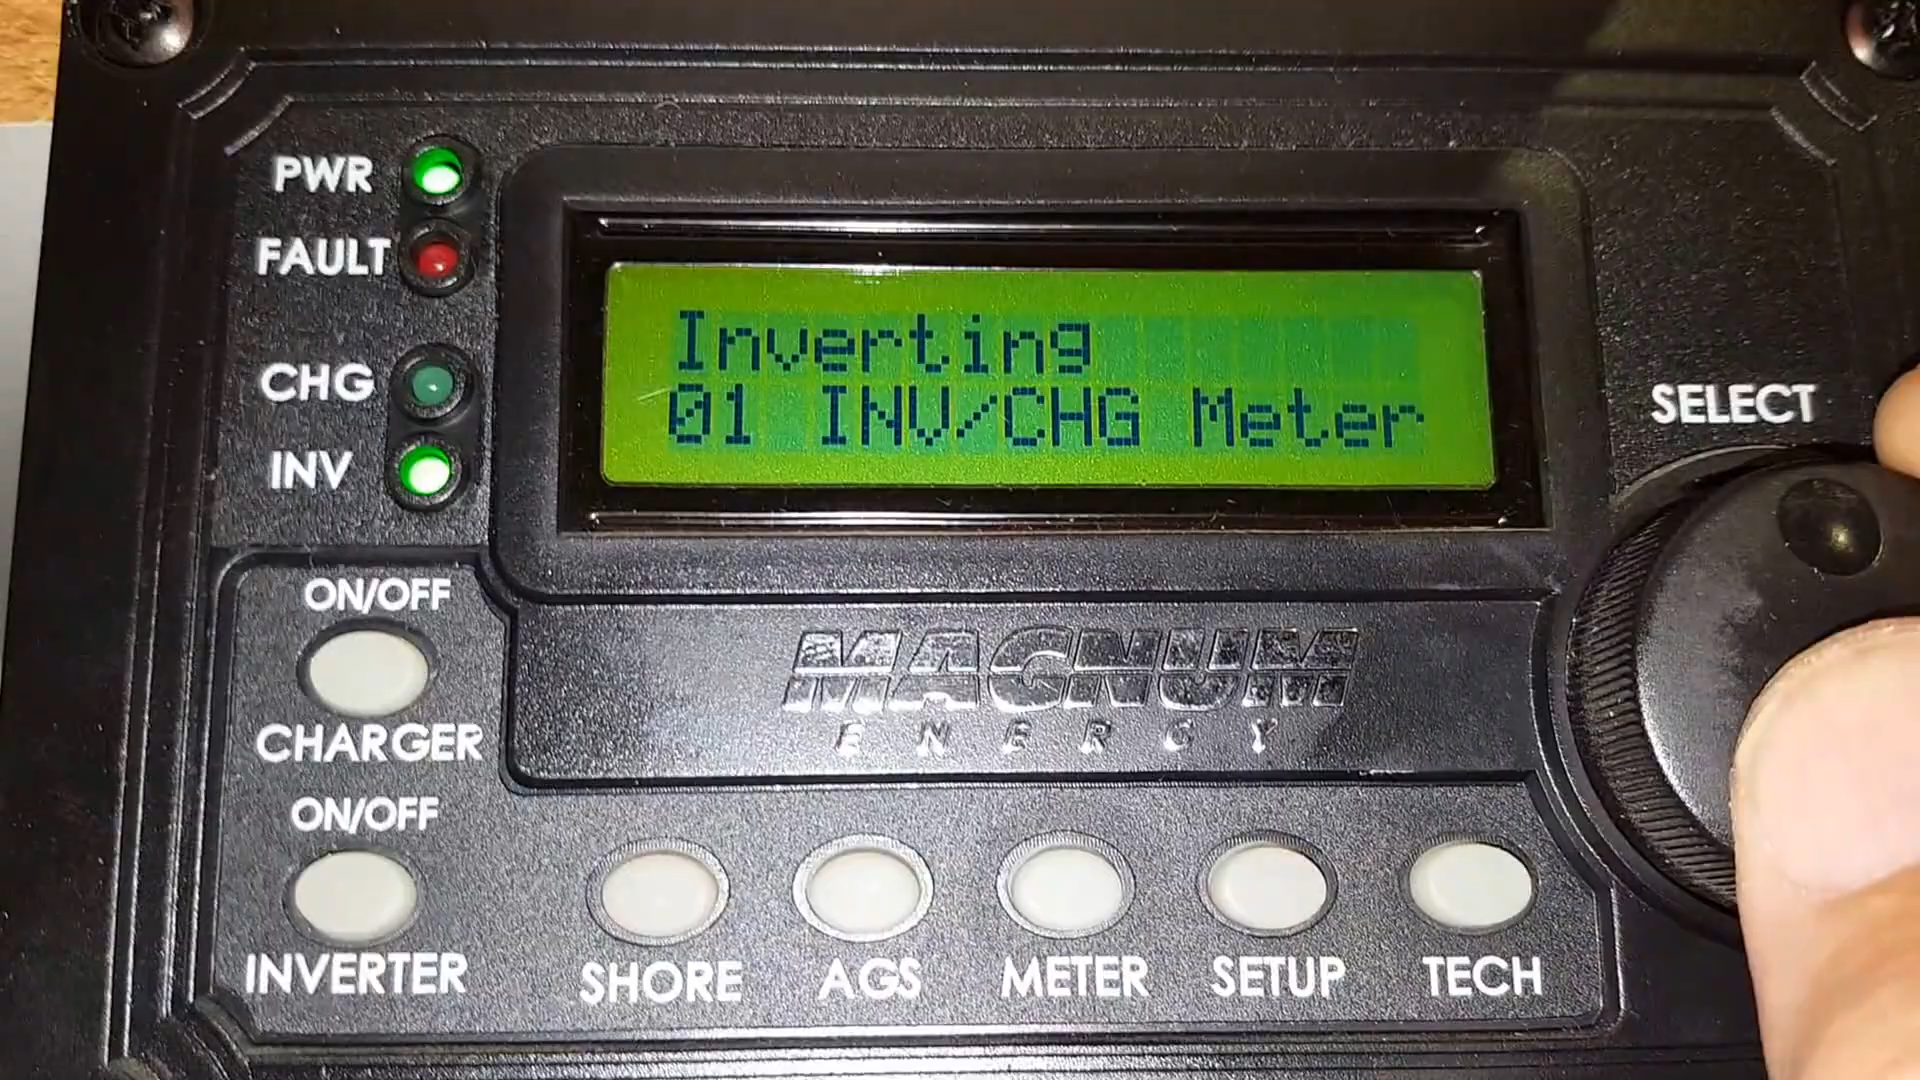 PWR
FAULT
CHG
INV
Inverting
01 INV/CHG Meter
SELECT
ON/OFF
CHARGER
ON/OFF
INVERTER
MAGNUM
ENERGY
SHORE
AGS
METER
SETUP
TECH